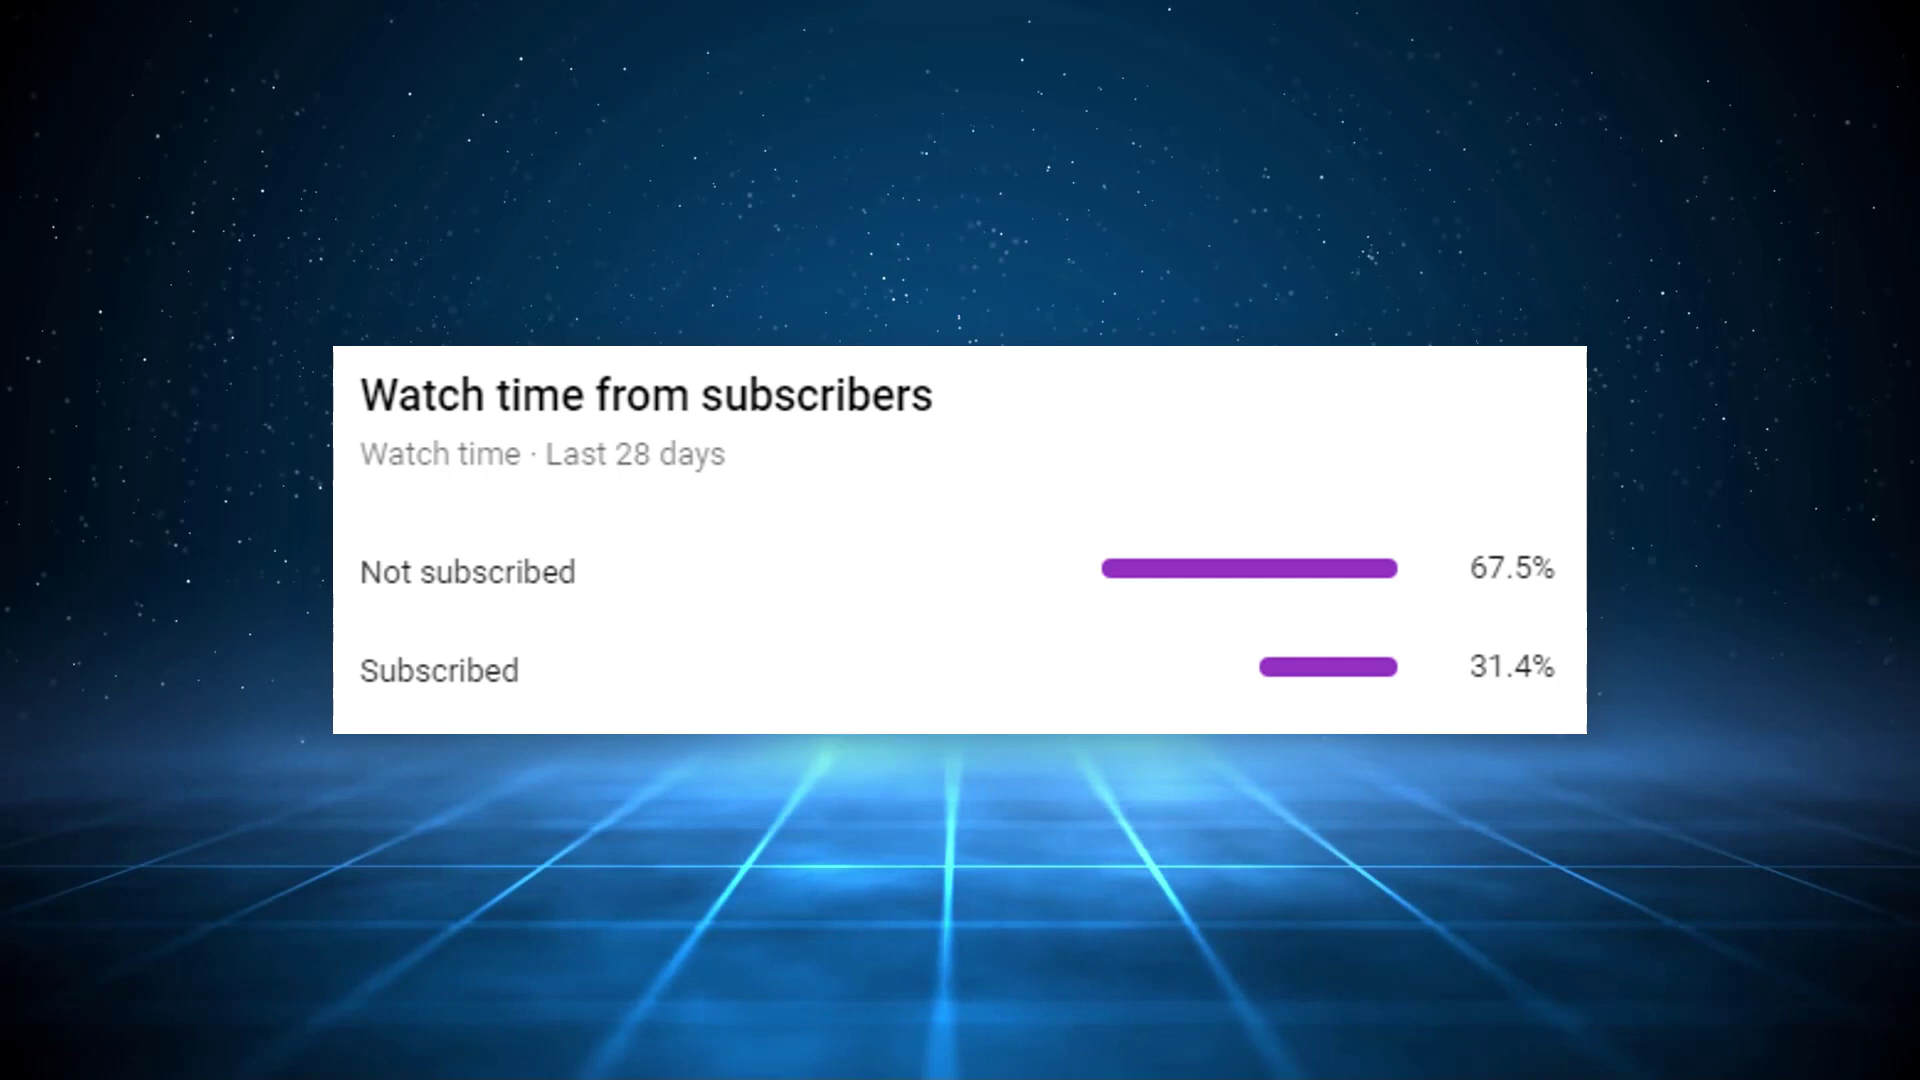 Watch time from subscribers
Watch time · Last 28 days
Not subscribed 67.5%
Subscribed 31.4%